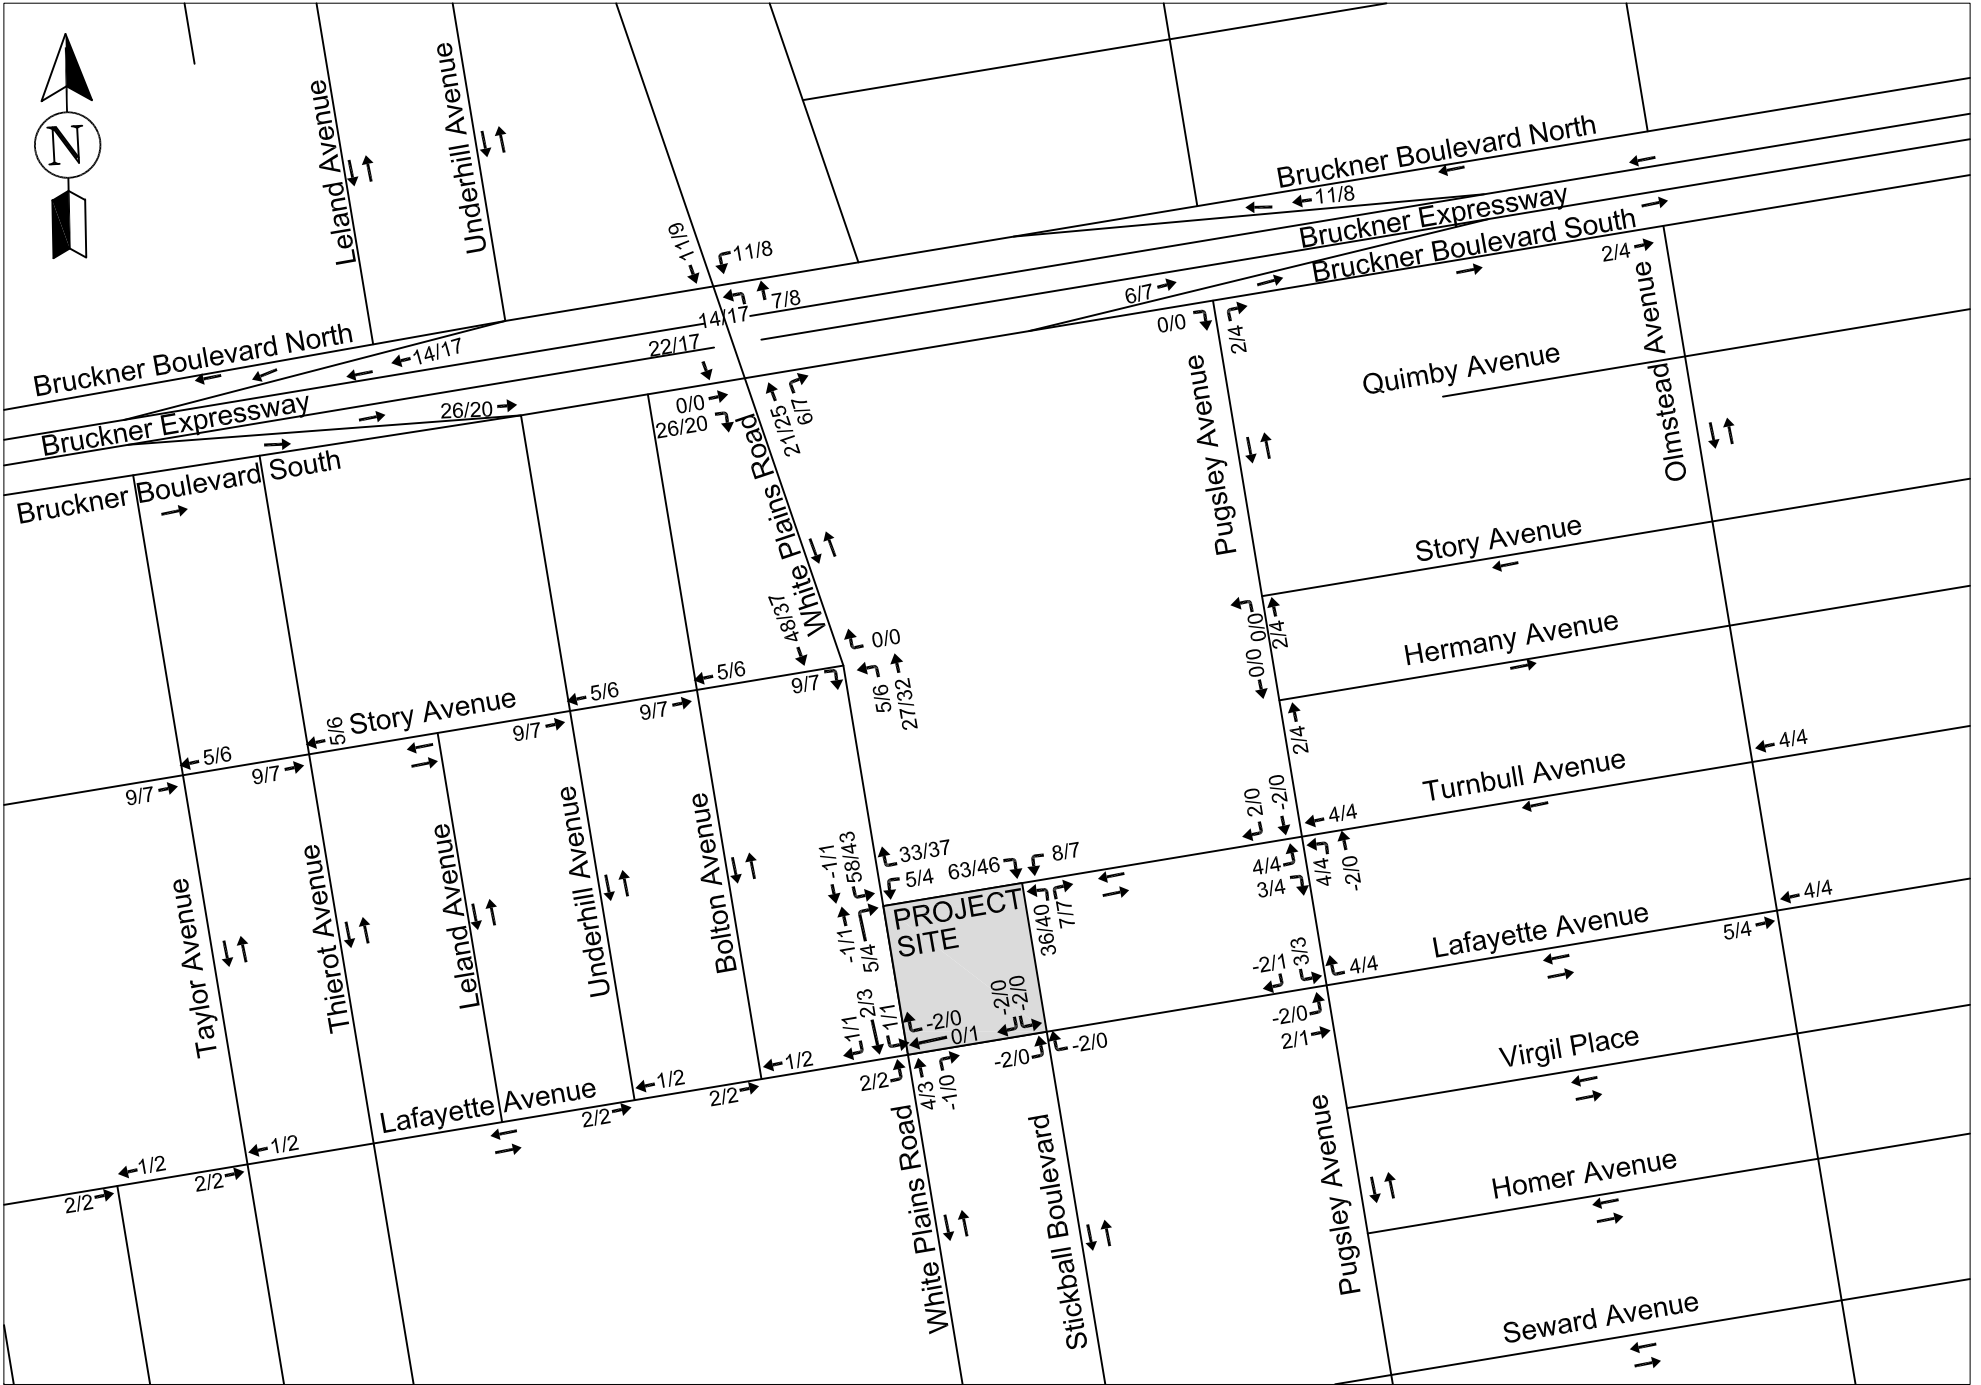 N
Leland Avenue
Underhill Avenue
11/9
11/8
7/8
14/17
22/17
Bruckner Boulevard North
11/8
Bruckner Expressway
Bruckner Boulevard South
2/4
6/7
0/0
2/4
Bruckner Boulevard North
14/17
Bruckner Expressway
26/20
Bruckner Boulevard South
0/0
26/20
21/25
6/7
White Plains Road
Pugsley Avenue
Quimby Avenue
Olmstead Avenue
Story Avenue
48/37
0/0
9/7
5/6
27/32
0/0
0/0
2/4
Hermany Avenue
2/4
5/6
9/7
5/6
9/7
Story Avenue
5/6
9/7
5/6
9/7
Taylor Avenue
Thierot Avenue
Leland Avenue
Underhill Avenue
Bolton Avenue
4/4
Turnbull Avenue
2/0
-2/0
4/4
4/4
3/4
4/4
-2/0
-1/1
58/43
33/37
5/4
63/46
8/7
PROJECT
SITE
-1/1
5/4
36/40
7/7
4/4
Lafayette Avenue
5/4
-2/1
3/3
4/4
-2/0
2/1
1/1
2/3
1/1
-2/0
0/1
-2/0
-2/0
-2/0
-2/0
2/2
4/3
-1/0
1/2
2/2
1/2
2/2
Lafayette Avenue
1/2
2/2
1/2
2/2
White Plains Road
Stickball Boulevard
Pugsley Avenue
Virgil Place
Homer Avenue
Seward Avenue